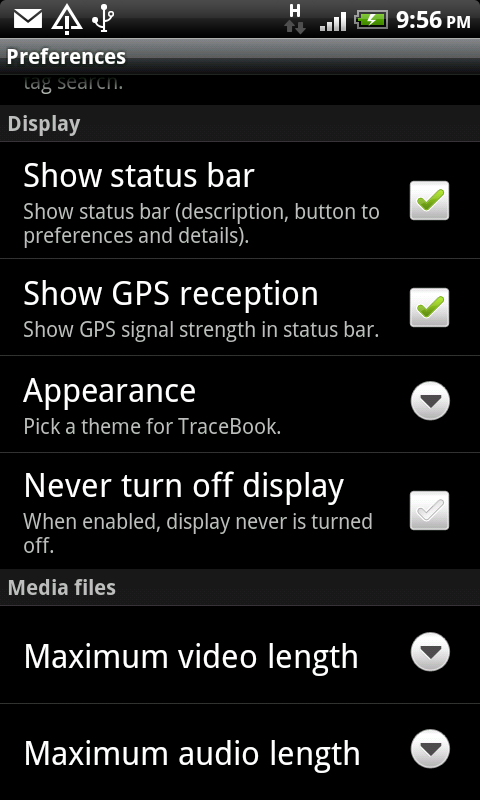 H
9:56 PM
Preferences
tag search.
Display
Show status bar
Show status bar (description, button to
preferences and details).
Show GPS reception
Show GPS signal strength in status bar.
Appearance
Pick a theme for TraceBook.
Never turn off display
When enabled, display never is turned
off.
Media files
Maximum video length
Maximum audio length